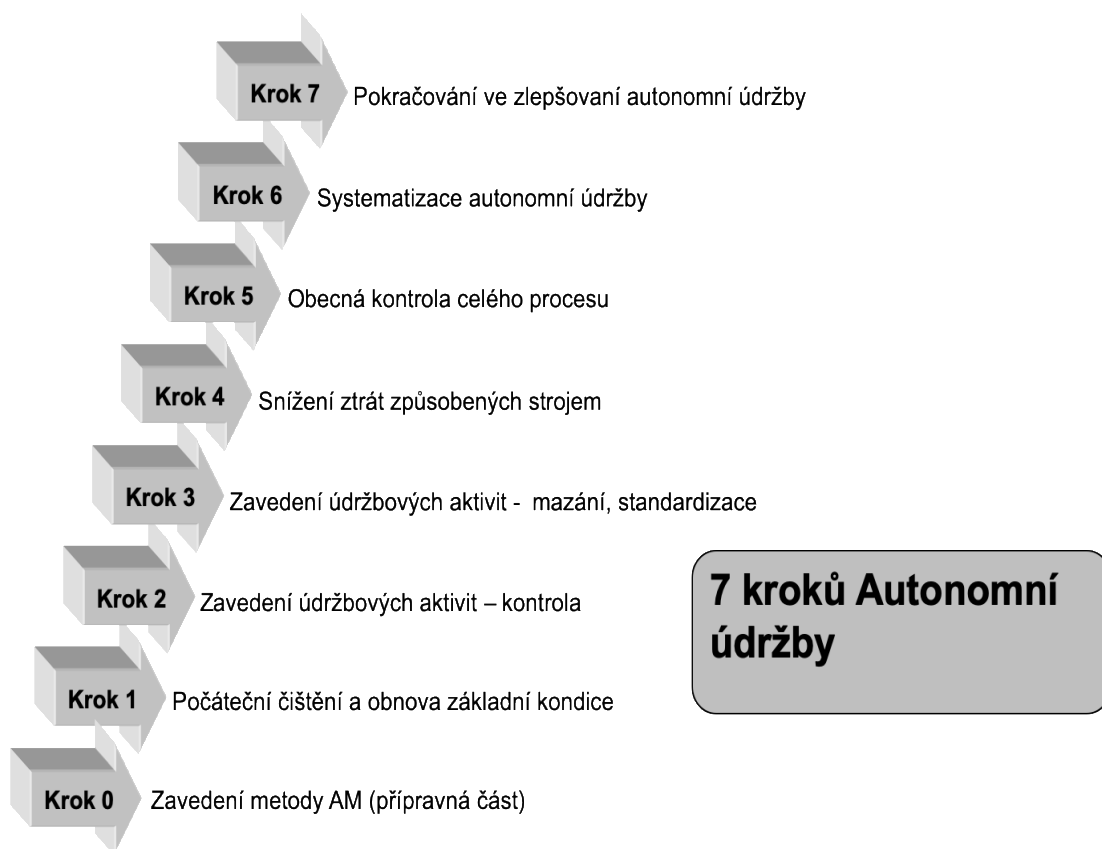 Krok 7 Pokračování ve zlepšovaní autonomní údržby
Krok 6 Systematizace autonomní údržby
Krok 5 Obecná kontrola celého procesu
Krok 4 Snížení ztrát způsobených strojem
Krok 3 Zavedení údržbových aktivit - mazání, standardizace
Krok 2 Zavedení údržbových aktivit – kontrola
Krok 1 Počáteční čištění a obnova základní kondice
Krok 0 Zavedení metody AM (přípravná část)
7 kroků Autonomní
údržby